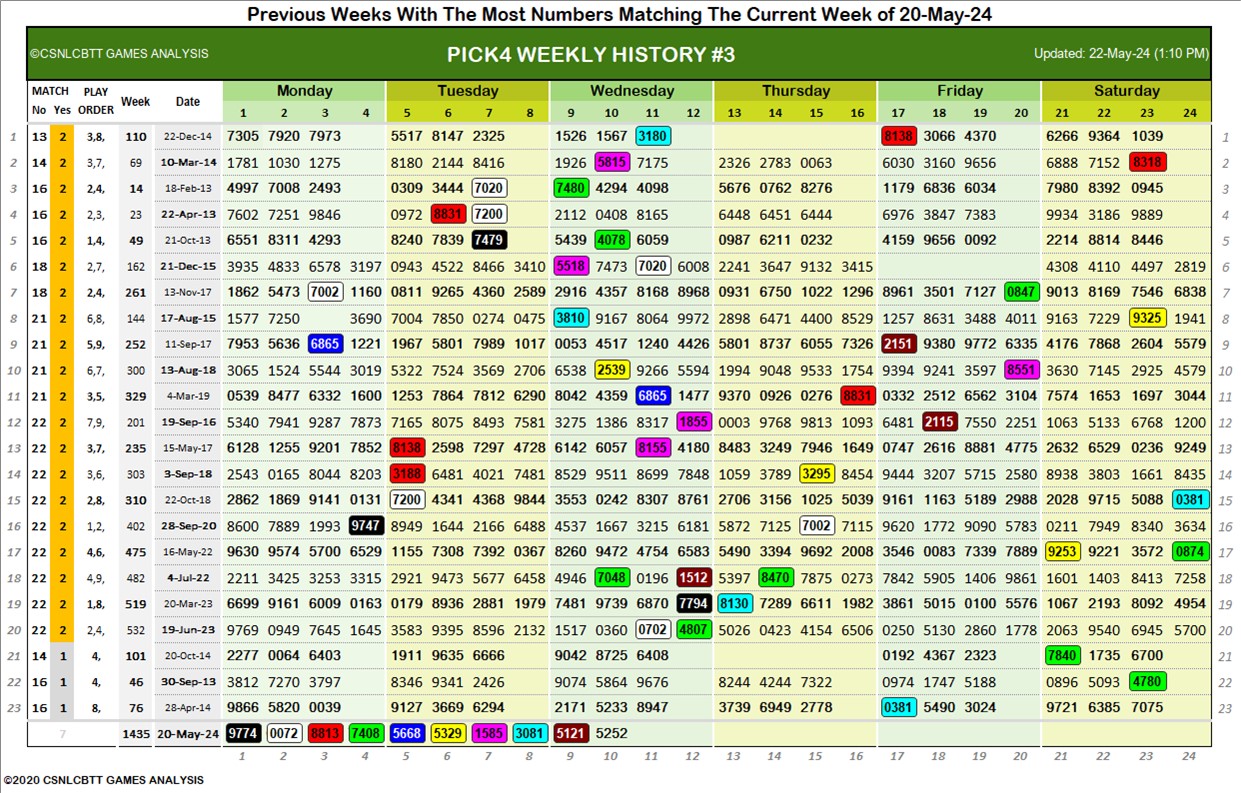 Previous Weeks With The Most Numbers Matching The Current Week of 20-May-24
©CSNLCBTT GAMES ANALYSIS PICK4 WEEKLY HISTORY #3 Updated: 22-May-24 (1:10 PM)
MATCH PLAY Week Date Monday Tuesday Wednesday Thursday Friday Saturday
No Yes ORDER 1 2 3 4 5 6 7 8 9 10 11 12 13 14 15 16 17 18 19 20 21 22 23 24
1 13 2 3,8, 110 22-Dec-14 7305 7920 7973 5517 8147 2325 1526 1567 3180 8138 3066 4370 6266 9364 1039 1
2 14 2 3,7, 69 10-Mar-14 1781 1030 1275 8180 2144 8416 1926 5815 7175 2326 2783 0063 6030 3160 9656 6888 7152 8318 2
3 16 2 2,4, 14 18-Feb-13 4997 7008 2493 0309 3444 7020 7480 4294 4098 5676 0762 8276 1179 6836 6034 7980 8392 0945 3
4 16 2 2,3, 23 22-Apr-13 7602 7251 9846 0972 8831 7200 2112 0408 8165 6448 6451 6444 6976 3847 7383 9934 3186 9889 4
5 16 2 1,4, 49 21-Oct-13 6551 8311 4293 8240 7839 7479 5439 4078 6059 0987 6211 0232 4159 9656 0092 2214 8814 8446 5
6 18 2 2,7, 162 21-Dec-15 3935 4833 6578 3197 0943 4522 8466 3410 5518 7473 7020 6008 2241 3647 9132 3415 4308 4110 4497 2819 6
7 18 2 2,4, 261 13-Nov-17 1862 5473 7002 1160 0811 9265 4360 2589 2916 4357 8168 8968 0931 6750 1022 1296 8961 3501 7127 0847 9013 8169 7546 6838 7
8 21 2 6,8, 144 17-Aug-15 1577 7250 3690 7004 7850 0274 0475 3810 9167 8064 9972 2898 6471 4400 8529 1257 8631 3488 4011 9163 7229 9325 1941 8
9 21 2 5,9, 252 11-Sep-17 7953 5636 6865 1221 1967 5801 7989 1017 0053 4517 1240 4426 5801 8737 6055 7326 2151 9380 9772 6335 4176 7868 2604 5579 9
10 21 2 6,7, 300 13-Aug-18 3065 1524 5544 3019 5322 7524 3569 2706 6538 2539 9266 5594 1994 9048 9533 1754 9394 9241 3597 8551 3630 7145 2925 4579 10
11 21 2 3,5, 329 4-Mar-19 0539 8477 6332 1600 1253 7864 7812 6290 8042 4359 6865 1477 9370 0926 0276 8831 0332 2512 6562 3104 7574 1653 1697 3044 11
12 22 2 7,9, 201 19-Sep-16 1340 7941 9287 7873 7165 8075 8493 7581 3275 1386 8317 1855 0003 9768 9813 1093 6481 2115 7550 2251 1063 5133 6768 1200 12
13 22 2 3,7, 235 15-May-17 6128 1255 9201 7852 8138 2598 7297 4728 6142 6057 8155 4180 8483 3249 7948 1649 0747 2616 8881 4775 2632 9529 0236 9249 13
14 22 2 3,6, 303 3-Sep-18 2543 0165 8044 8203 3188 6481 4021 7481 8529 9511 8699 7848 1053 3789 3295 8454 9444 3207 5715 2580 8938 3503 1661 8435 14
15 22 2 2,8, 310 22-Oct-18 2862 1869 9141 0131 7200 4341 4368 9844 3553 0242 8307 8761 2706 3156 1025 5039 9161 1163 5189 2988 2028 9715 5088 0381 15
16 22 2 1,2, 402 28-Sep-20 8600 7889 1993 9747 8949 1644 2166 6488 4537 1667 3215 6181 5872 7125 7002 7115 9620 1772 9090 5783 0211 7949 8340 3634 16
17 22 2 4,6, 475 16-May-22 9630 9574 5700 6529 1155 7308 7392 0367 8260 9472 4754 6583 5490 3394 9692 2008 3546 0083 7339 7889 9253 9221 3572 0874 17
18 22 2 4,9, 482 4-Jul-22 2211 3425 3253 3315 2921 9473 5677 6458 4946 7048 0196 1512 5397 8470 7875 0273 7842 5905 1406 9861 1601 1403 8413 7258 18
19 22 2 1,8, 519 20-Mar-23 6699 9161 6009 0163 0179 8936 2881 1979 7481 9739 6870 7794 8130 7289 6611 1982 3861 5015 0100 5576 1067 2193 8092 4954 19
20 22 2 2,4, 532 19-Jun-23 9769 0949 7645 1645 3583 9395 8596 2132 1517 0360 0702 4807 5026 0423 4154 6506 0250 5130 2860 1778 2063 9540 6945 5700 20
21 14 1 4, 101 20-Oct-14 2277 0064 6403 1911 9635 6666 9042 8725 6408 0192 4367 2323 7840 1735 6700 21
22 16 1 4, 46 30-Sep-13 3812 7270 3797 8346 9341 2426 9074 5864 9676 8244 4244 7322 0974 1747 5188 0896 5093 4780 22
23 16 1 8, 76 28-Apr-14 9866 5820 0039 9127 3669 6294 2171 5233 8947 3739 6949 2778 0381 5490 3024 9721 6385 7075 23
7 1435 20-May-24 9774 0072 8813 7408 5668 5329 1585 3081 5121 5252
1 2 3 4 5 6 7 8 9 10 11 12 13 14 15 16 17 18 19 20 21 22 23 24
©2020 CSNLCBTT GAMES ANALYSIS